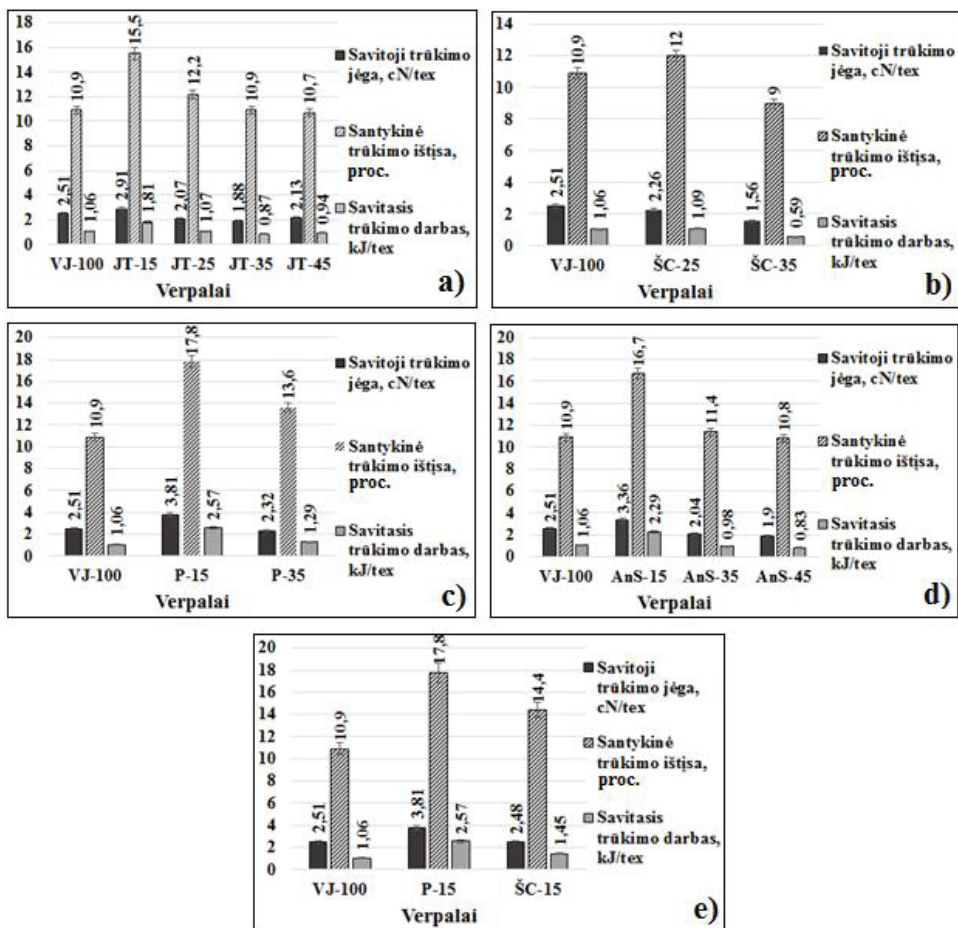 18
16
14
12
10
8
6
4
2
0
2,51
10,9
1,06
2,91
15,5
1,81
2,07
12,2
1,07
1,88
10,9
0,87
2,13
10,7
0,94
VJ-100 JT-15 JT-25 JT-35 JT-45
Verpalai
Savitoji trūkimo
jėga, cN/tex
Santykinė
trūkimo ištįsa,
proc.
Savitasis
trūkimo darbas,
kJ/tex
a)
14
12
10
8
6
4
2
0
2,51
10,9
1,06
2,26
12
1,09
1,56
9
0,59
VJ-100 ŠC-25 ŠC-35
Verpalai
Savitoji trūkimo
jėga, cN/tex
Santykinė
trūkimo ištįsa,
proc.
Savitasis
trūkimo darbas,
kJ/tex
b)
20
18
16
14
12
10
8
6
4
2
0
2,51
10,9
1,06
3,81
17,8
2,57
2,32
13,6
1,29
VJ-100 P-15 P-35
Verpalai
Savitoji trūkimo
jėga, cN/tex
Santykinė
trūkimo ištįsa,
proc.
Savitasis
trūkimo darbas,
kJ/tex
c)
20
18
16
14
12
10
8
6
4
2
0
2,51
10,9
1,06
3,36
16,7
2,29
2,04
11,4
0,98
1,9
10,8
0,83
VJ-100 AnS-15 AnS-35 AnS-45
Verpalai
Savitoji trūkimo
jėga, cN/tex
Santykinė
trūkimo ištįsa,
proc.
Savitasis
trūkimo darbas,
kJ/tex
d)
20
18
16
14
12
10
8
6
4
2
0
2,51
10,9
1,06
3,81
17,8
2,57
2,48
14,4
1,45
VJ-100 P-15 ŠC-15
Verpalai
Savitoji
trūkimo jėga,
cN/tex
Santykinė
trūkimo ištįsa,
proc.
Savitasis
trūkimo darbas,
kJ/tex
e)